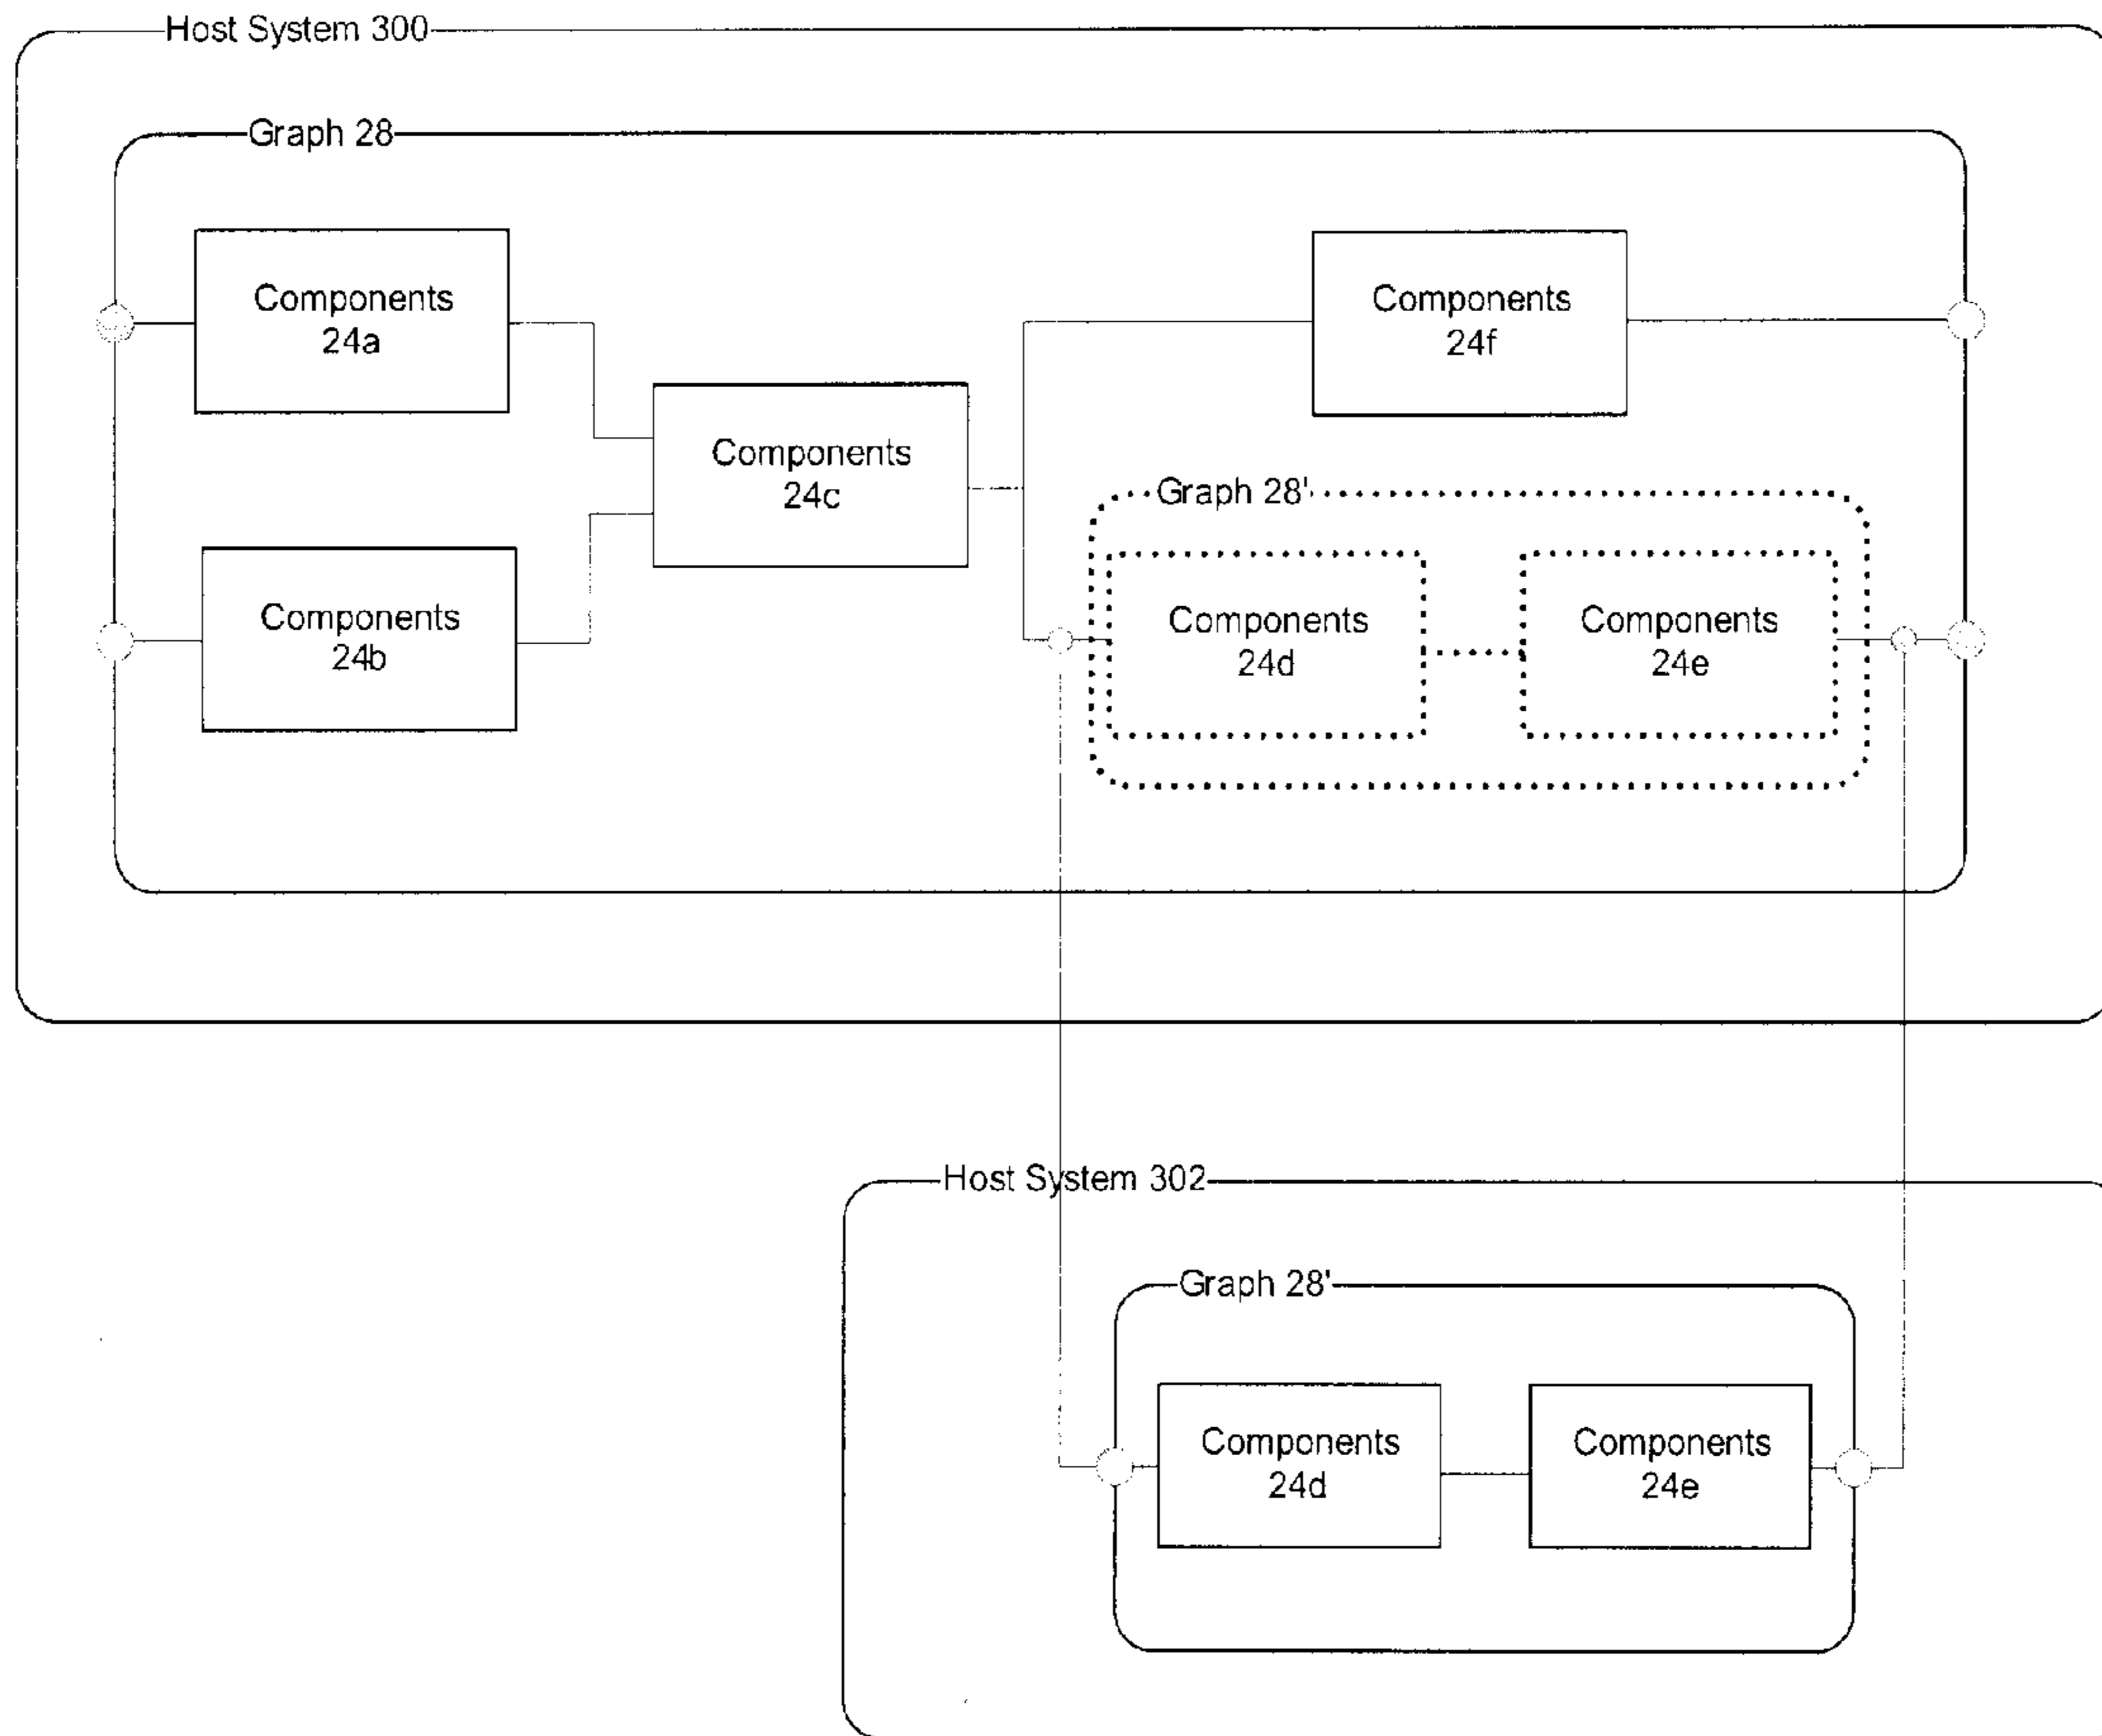 Host System 300
Graph 28
Components
24a
Components
24f
Components
24c
Graph 28'
Components
24b
Components
24d
Components
24e
Host System 302
Graph 28'
Components
24d
Components
24e